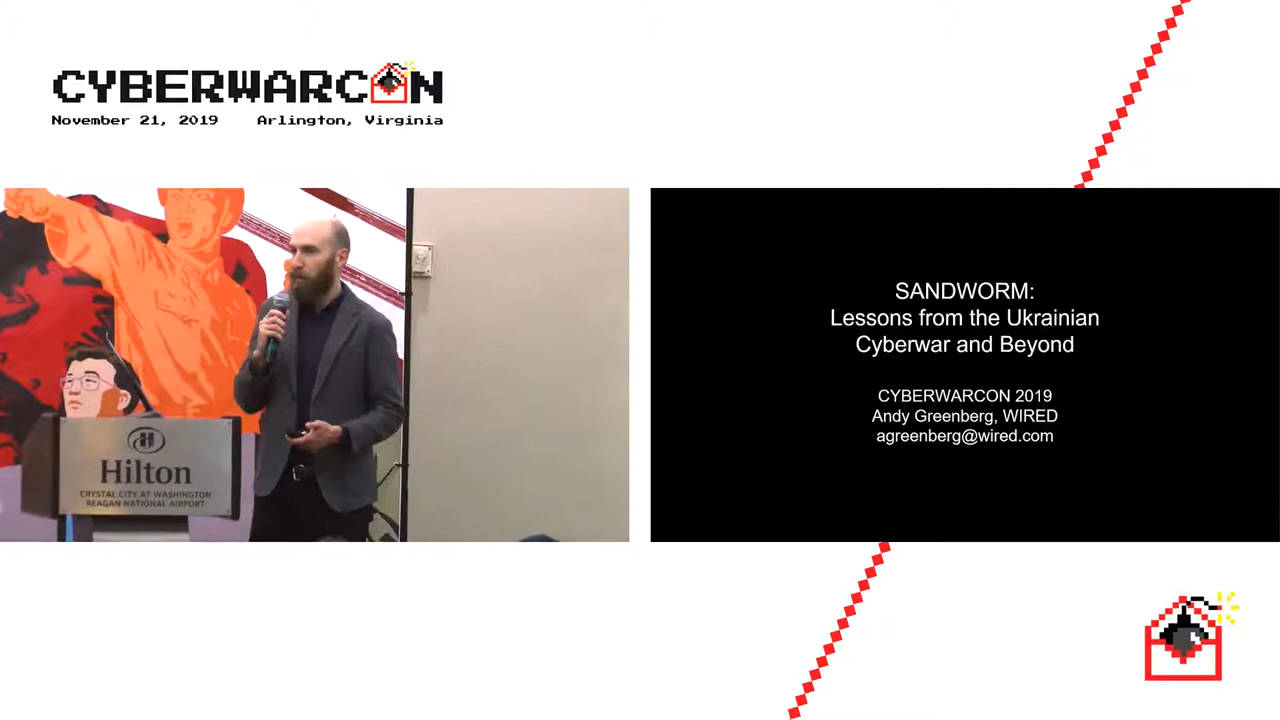 CYBERWARCON
November 21, 2019 Arlington, Virginia
Hilton
CRYSTAL CITY AT WASHINGTON
REAGAN NATIONAL AIRPORT
SANDWORM:
Lessons from the Ukrainian
Cyberwar and Beyond
CYBERWARCON 2019
Andy Greenberg, WIRED
agreenberg@wired.com